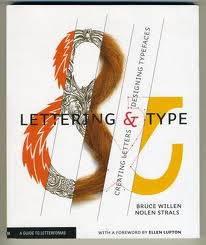 LETTERING & TYPE
CREATING LETTERS
DESIGNING TYPEFACES
BRUCE WILLEN
NOLEN STRALS
A GUIDE TO LETTERFORMS
WITH A FOREWORD BY ELLEN LUPTON